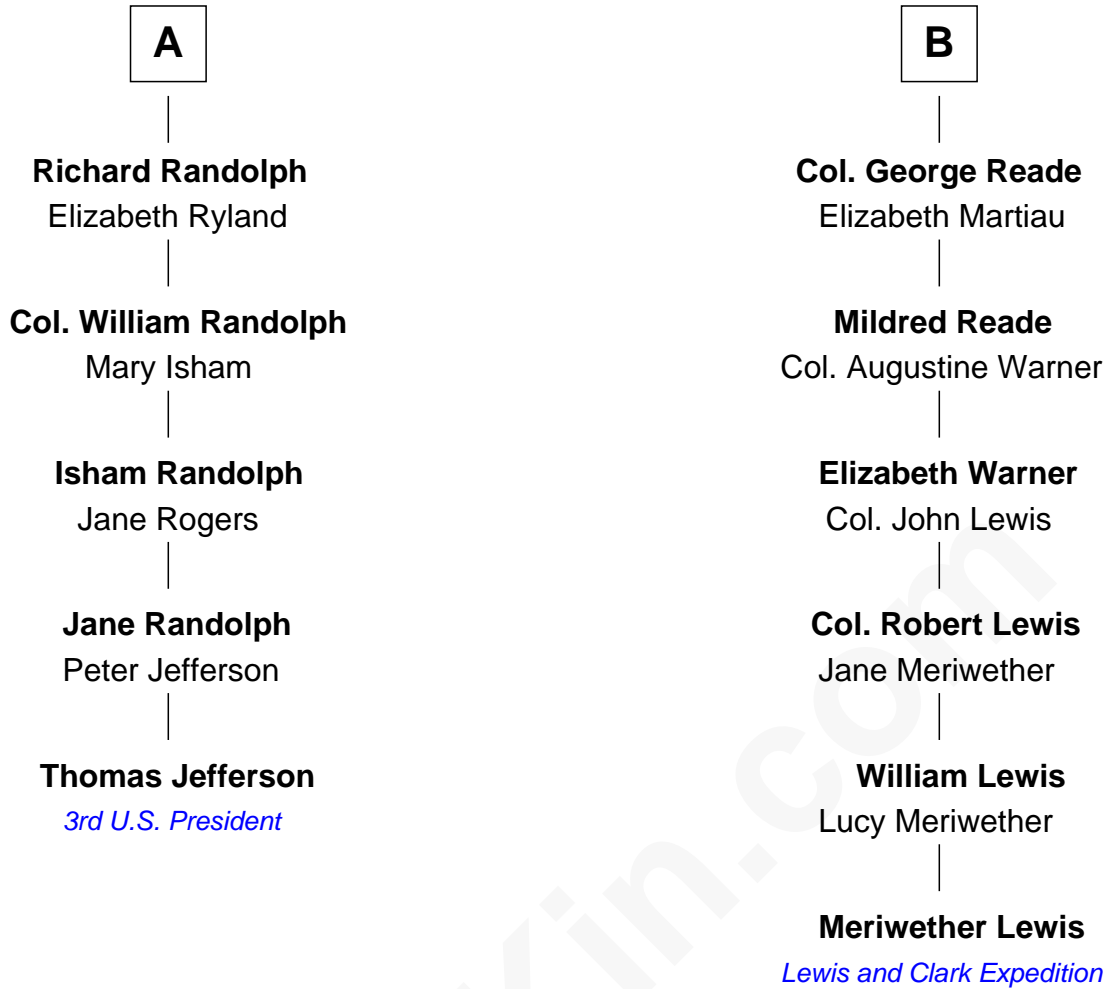 A
Richard Randolph
Elizabeth Ryland
Col. William Randolph
Mary Isham
Isham Randolph
Jane Rogers
Jane Randolph
Peter Jefferson
Thomas Jefferson
3rd U.S. President
B
Col. George Reade
Elizabeth Martiau
Mildred Reade
Col. Augustine Warner
Elizabeth Warner
Col. John Lewis
Col. Robert Lewis
Jane Meriwether
William Lewis
Lucy Meriwether
Meriwether Lewis
Lewis and Clark Expedition
Kin.com